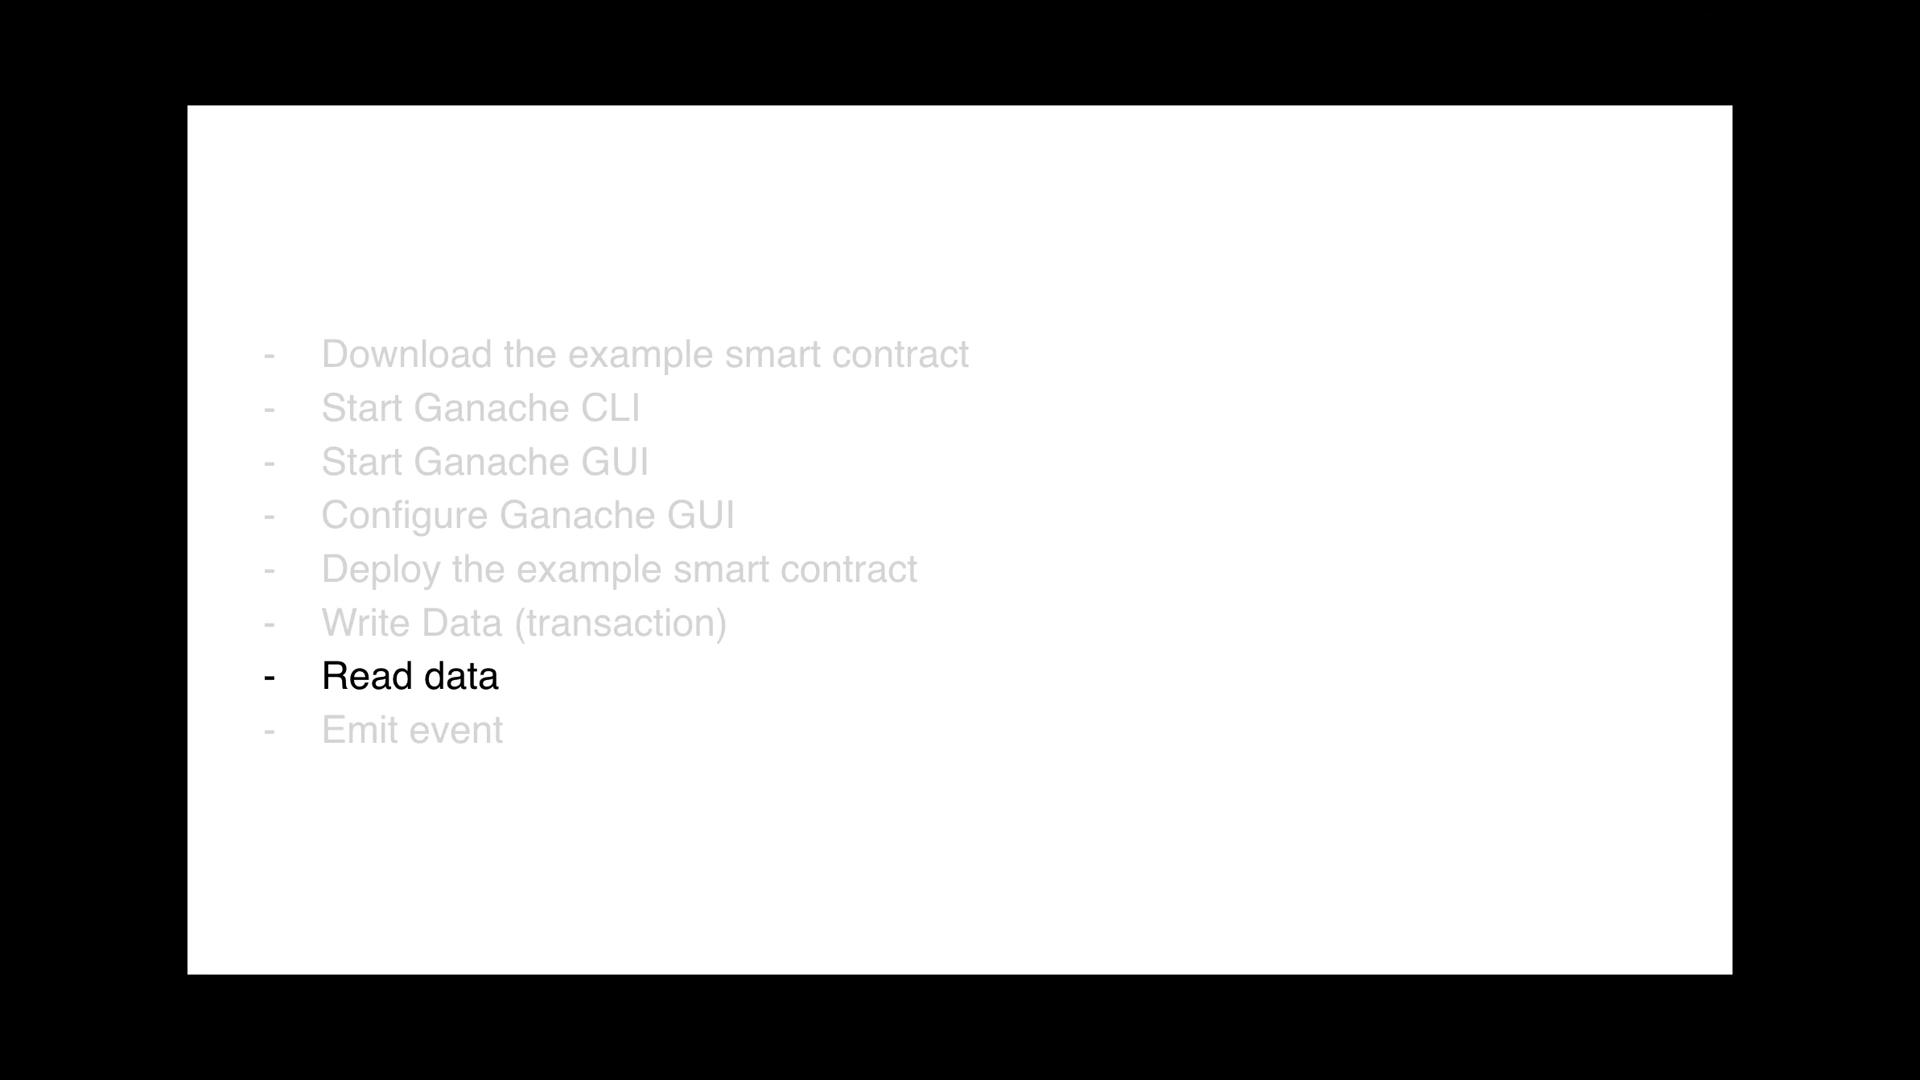 - Download the example smart contract
- Start Ganache CLI
- Start Ganache GUI
- Configure Ganache GUI
- Deploy the example smart contract
- Write Data (transaction)
- Read data
- Emit event